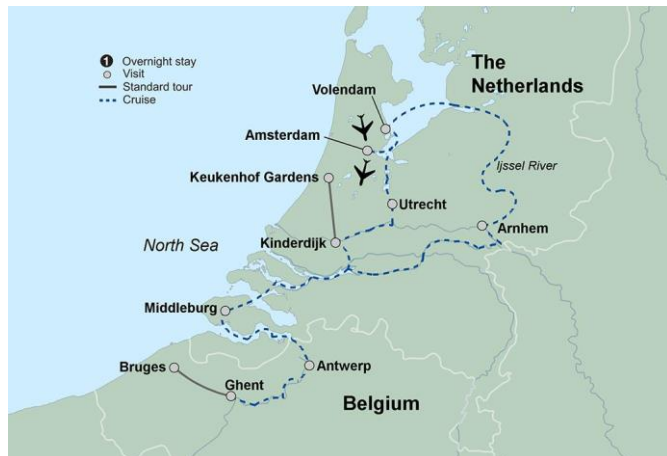 1 Overnight stay
Visit
Standard tour
Cruise
The
Netherlands
Volendam
Amsterdam
Keukenhof Gardens
Ijssel River
Utrecht
Arnhem
North Sea
Kinderdijk
Middleburg
Bruges
Antwerp
Ghent
Belgium